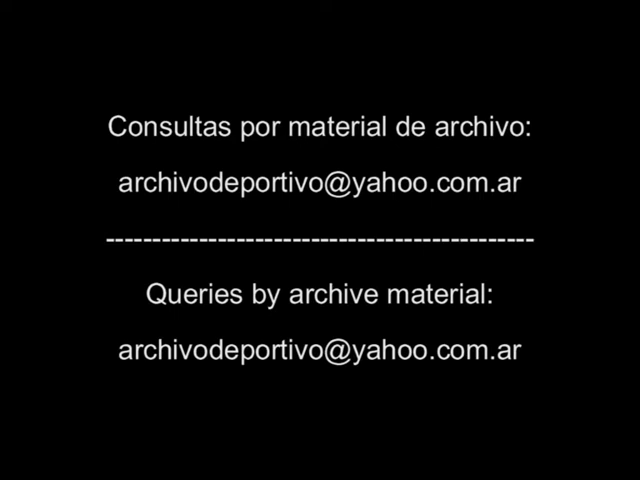 Consultas por material de archivo:
archivodeportivo@yahoo.com.ar
----------------------------------------------
Queries by archive material:
archivodeportivo@yahoo.com.ar